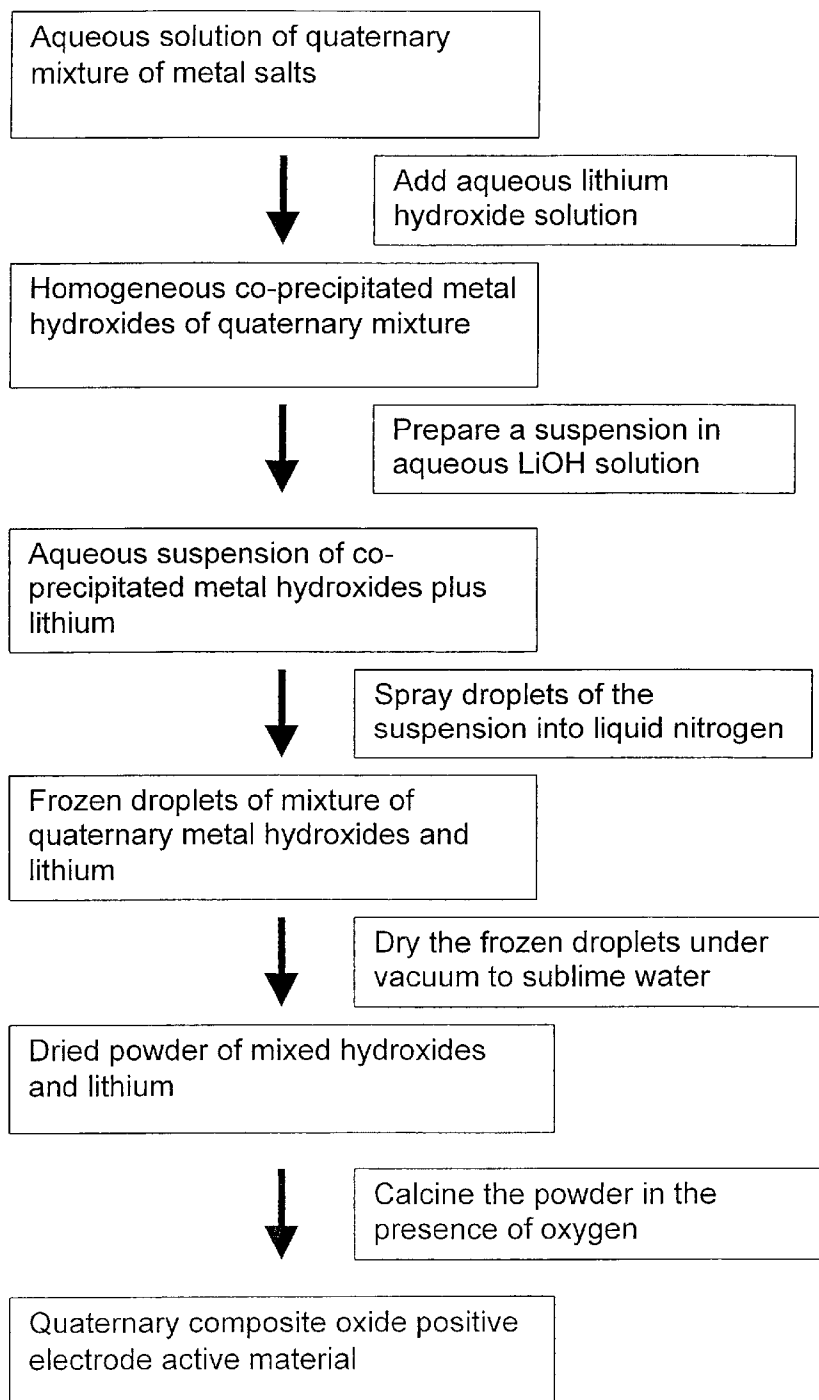 Aqueous solution of quaternary
mixture of metal salts
Add aqueous lithium
hydroxide solution
Homogeneous co-precipitated metal
hydroxides of quaternary mixture
Prepare a suspension in
aqueous LiOH solution
Aqueous suspension of co-
precipitated metal hydroxides plus
lithium
Spray droplets of the
suspension into liquid nitrogen
Frozen droplets of mixture of
quaternary metal hydroxides and
lithium
Dry the frozen droplets under
vacuum to sublime water
Dried powder of mixed hydroxides
and lithium
Calcine the powder in the
presence of oxygen
Quaternary composite oxide positive
electrode active material